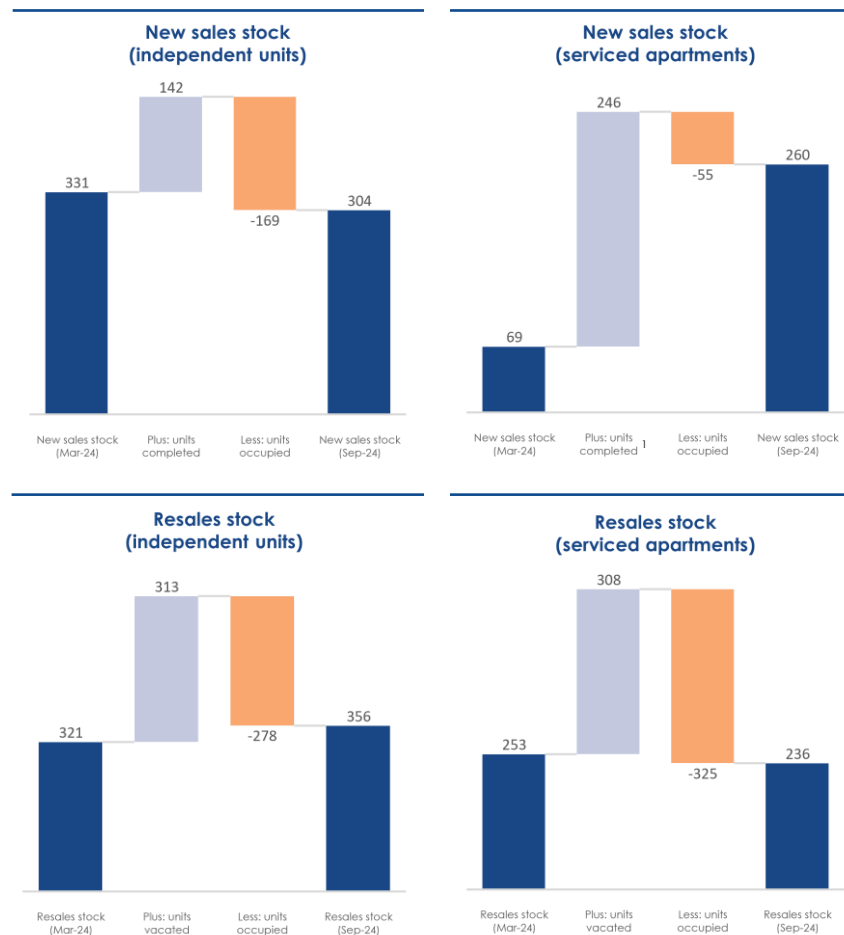 New sales stock
(independent units)
142
331
304
-169
New sales stock
(Mar-24)
Plus: units
completed
Less: units
occupied
New sales stock
(Sep-24)
New sales stock
(serviced apartments)
246
260
-55
69
New sales stock
(Mar-24)
Plus: units
completed 1
Less: units
occupied
New sales stock
(Sep-24)
Resales stock
(independent units)
313
356
321
-278
Resales stock
(Mar-24)
Plus: units
vacated
Less: units
occupied
Resales stock
(Sep-24)
Resales stock
(serviced apartments)
308
253
236
-325
Resales stock
(Mar-24)
Plus: units
vacated
Less: units
occupied
Resales stock
(Sep-24)